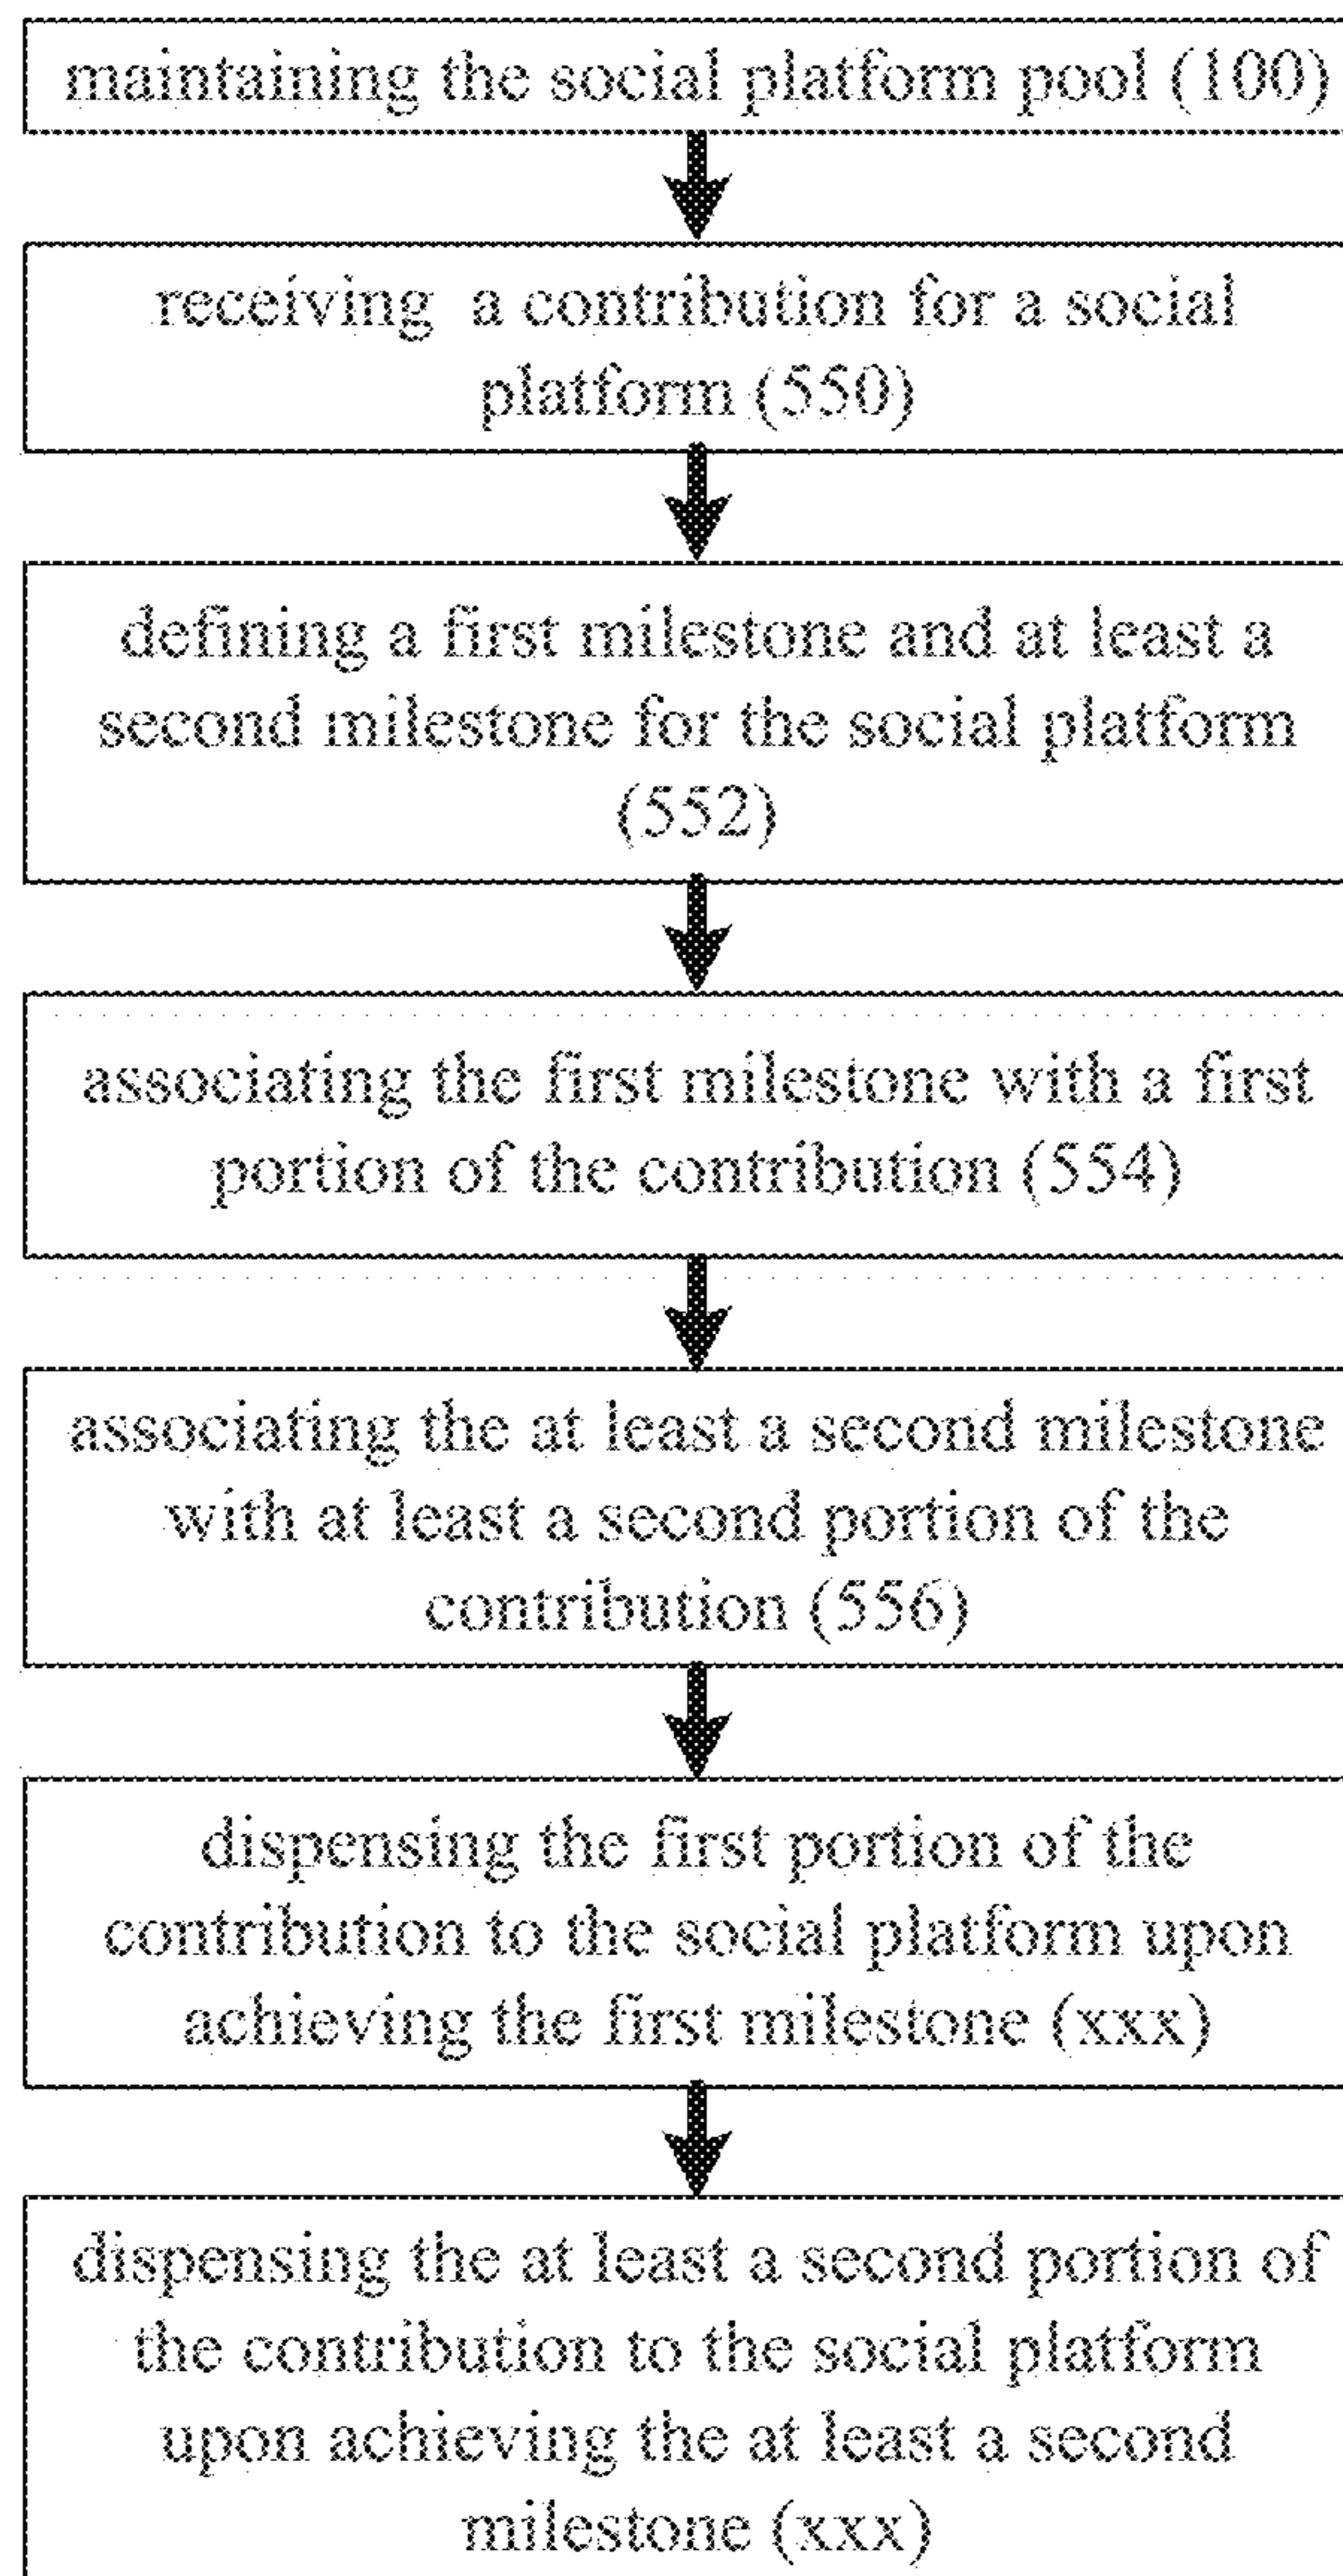 maintaining the social platform pool (100)
receiving a contribution for a social
platform (550)
defining a first milestone and at least a
second milestone for the social platform
(552)
associating the first milestone with a first
portion of the contribution (554)
associating the at least a second milestone
with at least a second portion of the
contribution (556)
dispensing the first portion of the
contribution to the social platform upon
achieving the first milestone (xxx)
dispensing the at least a second portion of
the contribution to the social platform
upon achieving the at least a second
milestone (xxx)